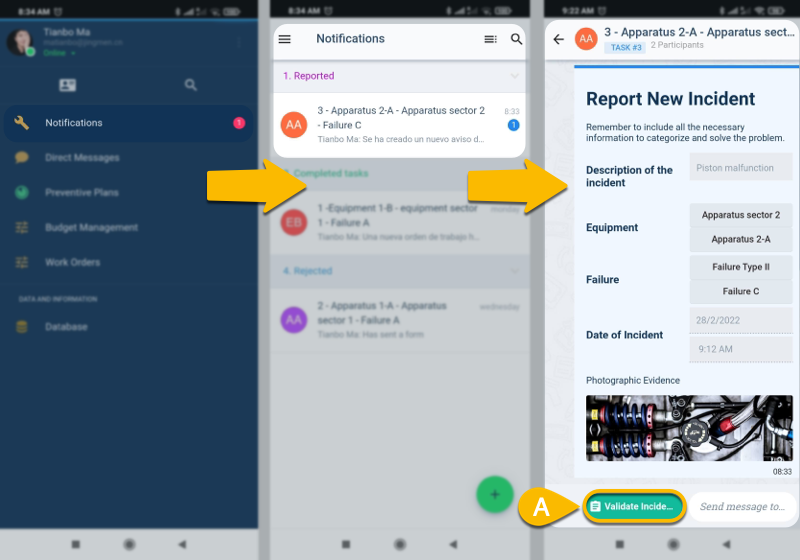 8:34 AM
Tianbo Ma
Online
Notifications
1
Direct Messages
Preventive Plans
Budget Management
Work Orders
DATA AND INFORMATION
Database
8:34 AM
Notifications
1. Reported
AA
3 - Apparatus 2-A - Apparatus sector 2
- Failure C
8:33
1
Tianbo Ma: Se ha creado un nuevo aviso d...
Completed tasks
EB
1 -Equipment 1-B - equipment sector
1 - Failure A
monday
Tianbo Ma: Una nueva orden de trabajo h...
4. Rejected
AA
2 - Apparatus 1-A - Apparatus
sector 1 - Failure A
wednesday
Tianbo Ma: Has sent a form
+
9:22 AM
AA
3 - Apparatus 2-A - Apparatus sect...
TASK #3
2 Participants
Report New Incident
Remember to include all the necessary
information to categorize and solve the problem.
Description of the
incident
Piston malfunction
Equipment
Apparatus sector 2
Apparatus 2-A
Failure
Failure Type II
Failure C
Date of Incident
28/2/2022
9:12 AM
Photographic Evidence
08:33
A
Validate Incide...
Send message to...